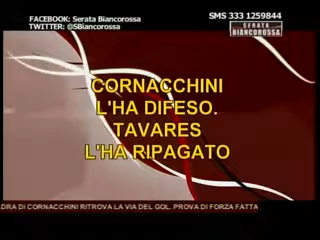 FACEBOOK: Serata Biancorossa
TWITTER: @SBiancorossa
SMS 333 1259844
SERATA
BIANCOROSSA
CORNACCHINI
L'HA DIFESO.
TAVARES
L'HA RIPAGATO
DRA DI CORNACCHINI RITROVA LA VIA DEL GOL. PROVA DI FORZA FATTA